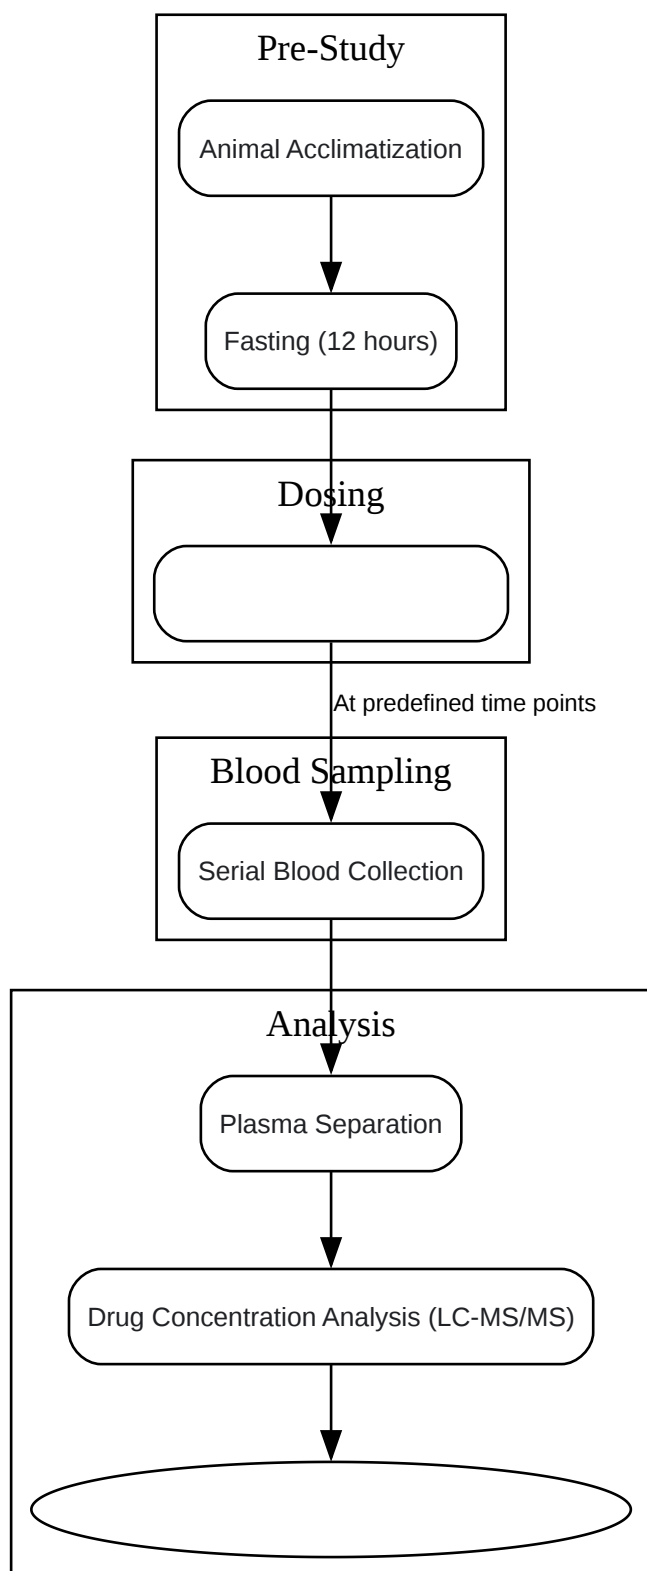 Pre-Study
Animal Acclimatization
Fasting (12 hours)
Dosing
At predefined time points
Blood Sampling
Serial Blood Collection
Analysis
Plasma Separation
Drug Concentration Analysis (LC-MS/MS)